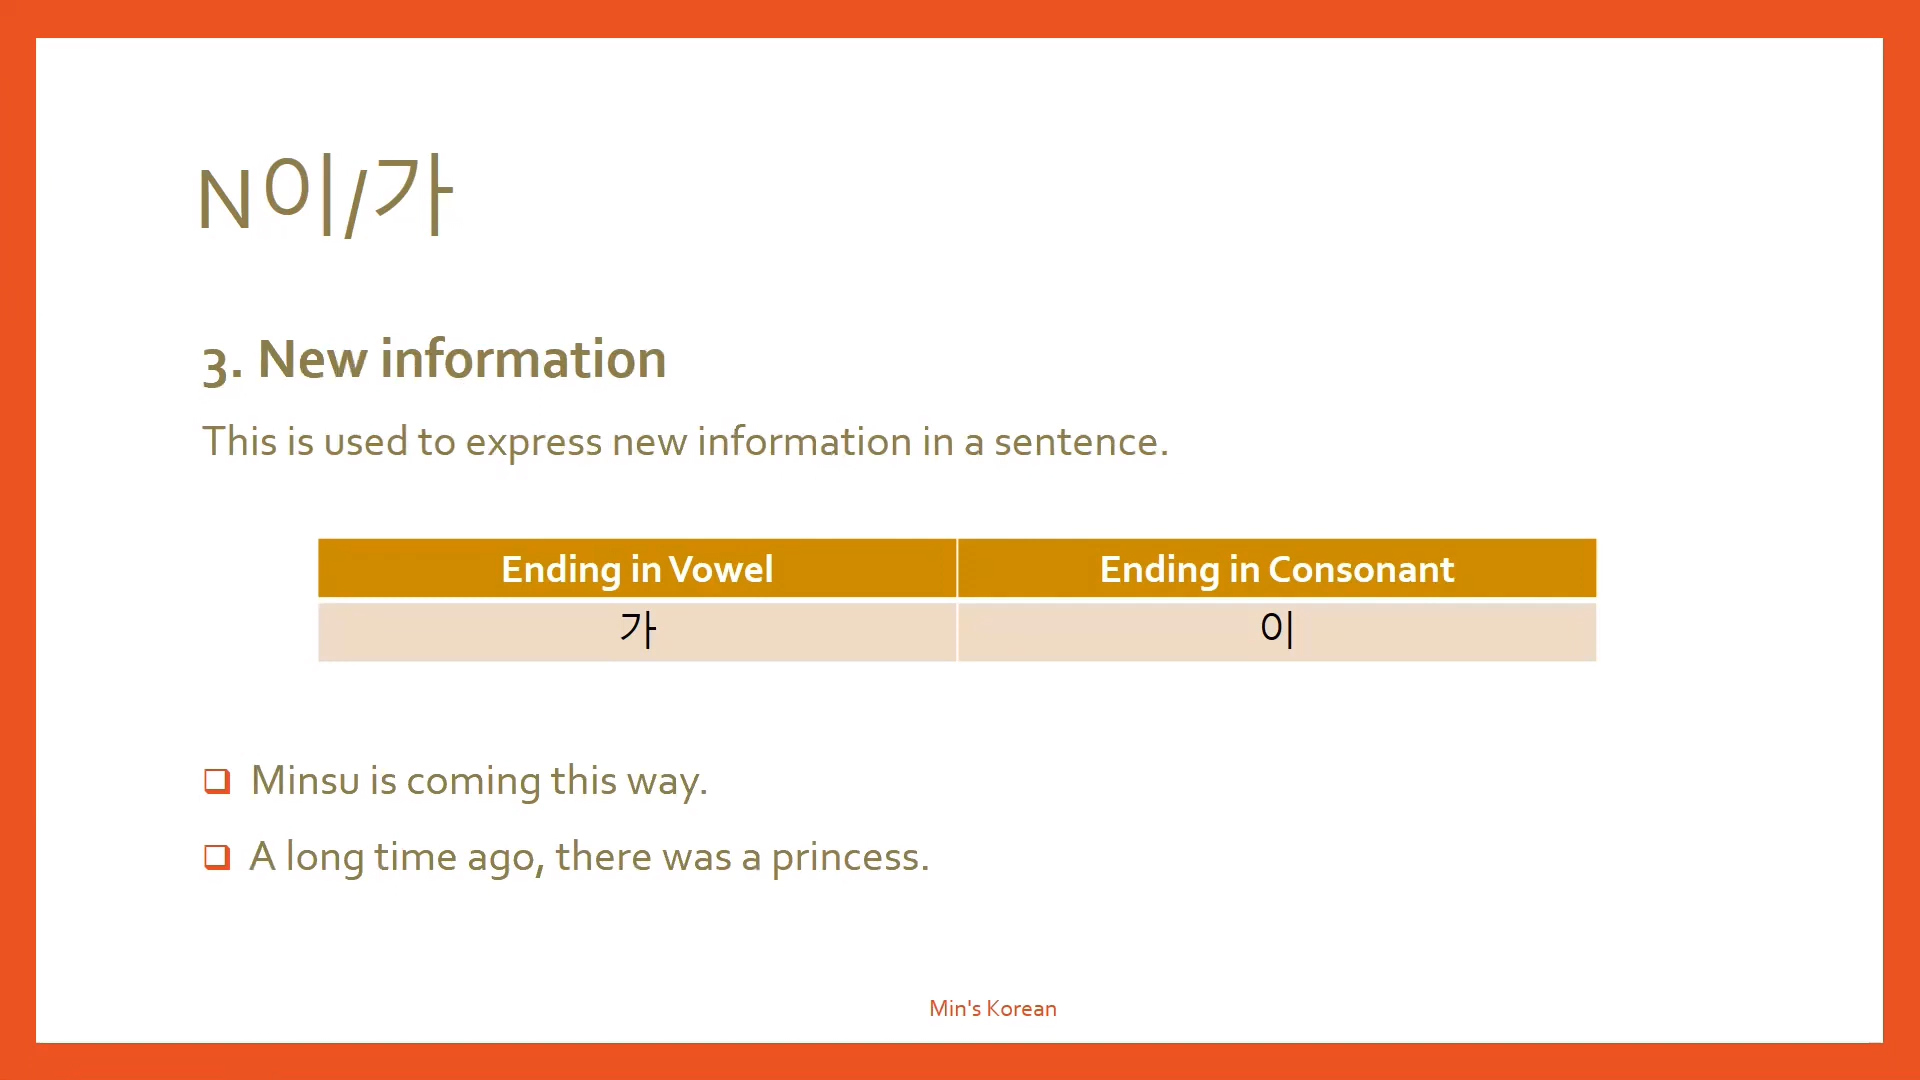 N이/가
3. New information
This is used to express new information in a sentence.
Ending in Vowel
Ending in Consonant
가
이
Minsu is coming this way.
A long time ago, there was a princess.
Min's Korean